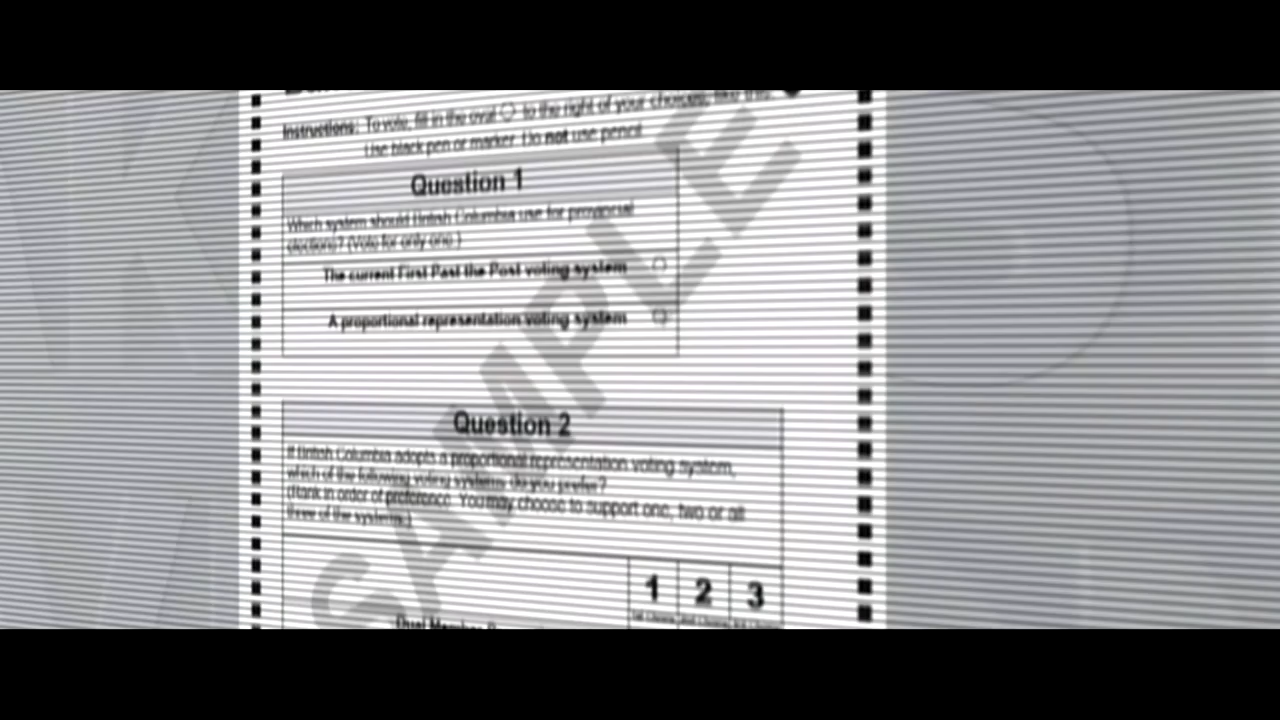 Instructions: To vote, fill in the oval to the right of your choices, like this:
Use black pen or marker. Do not use pencil
Question 1
Which system should British Columbia use for provincial
elections? (Vote for only one.)
The current First Past the Post voting system
A proportional representation voting system
SAMPLE
Question 2
If British Columbia adopts a proportional representation voting system,
which of the following voting systems do you prefer?
(Rank in order of preference. You may choose to support one, two or all
three of the systems.)
1 2 3
Dual Member